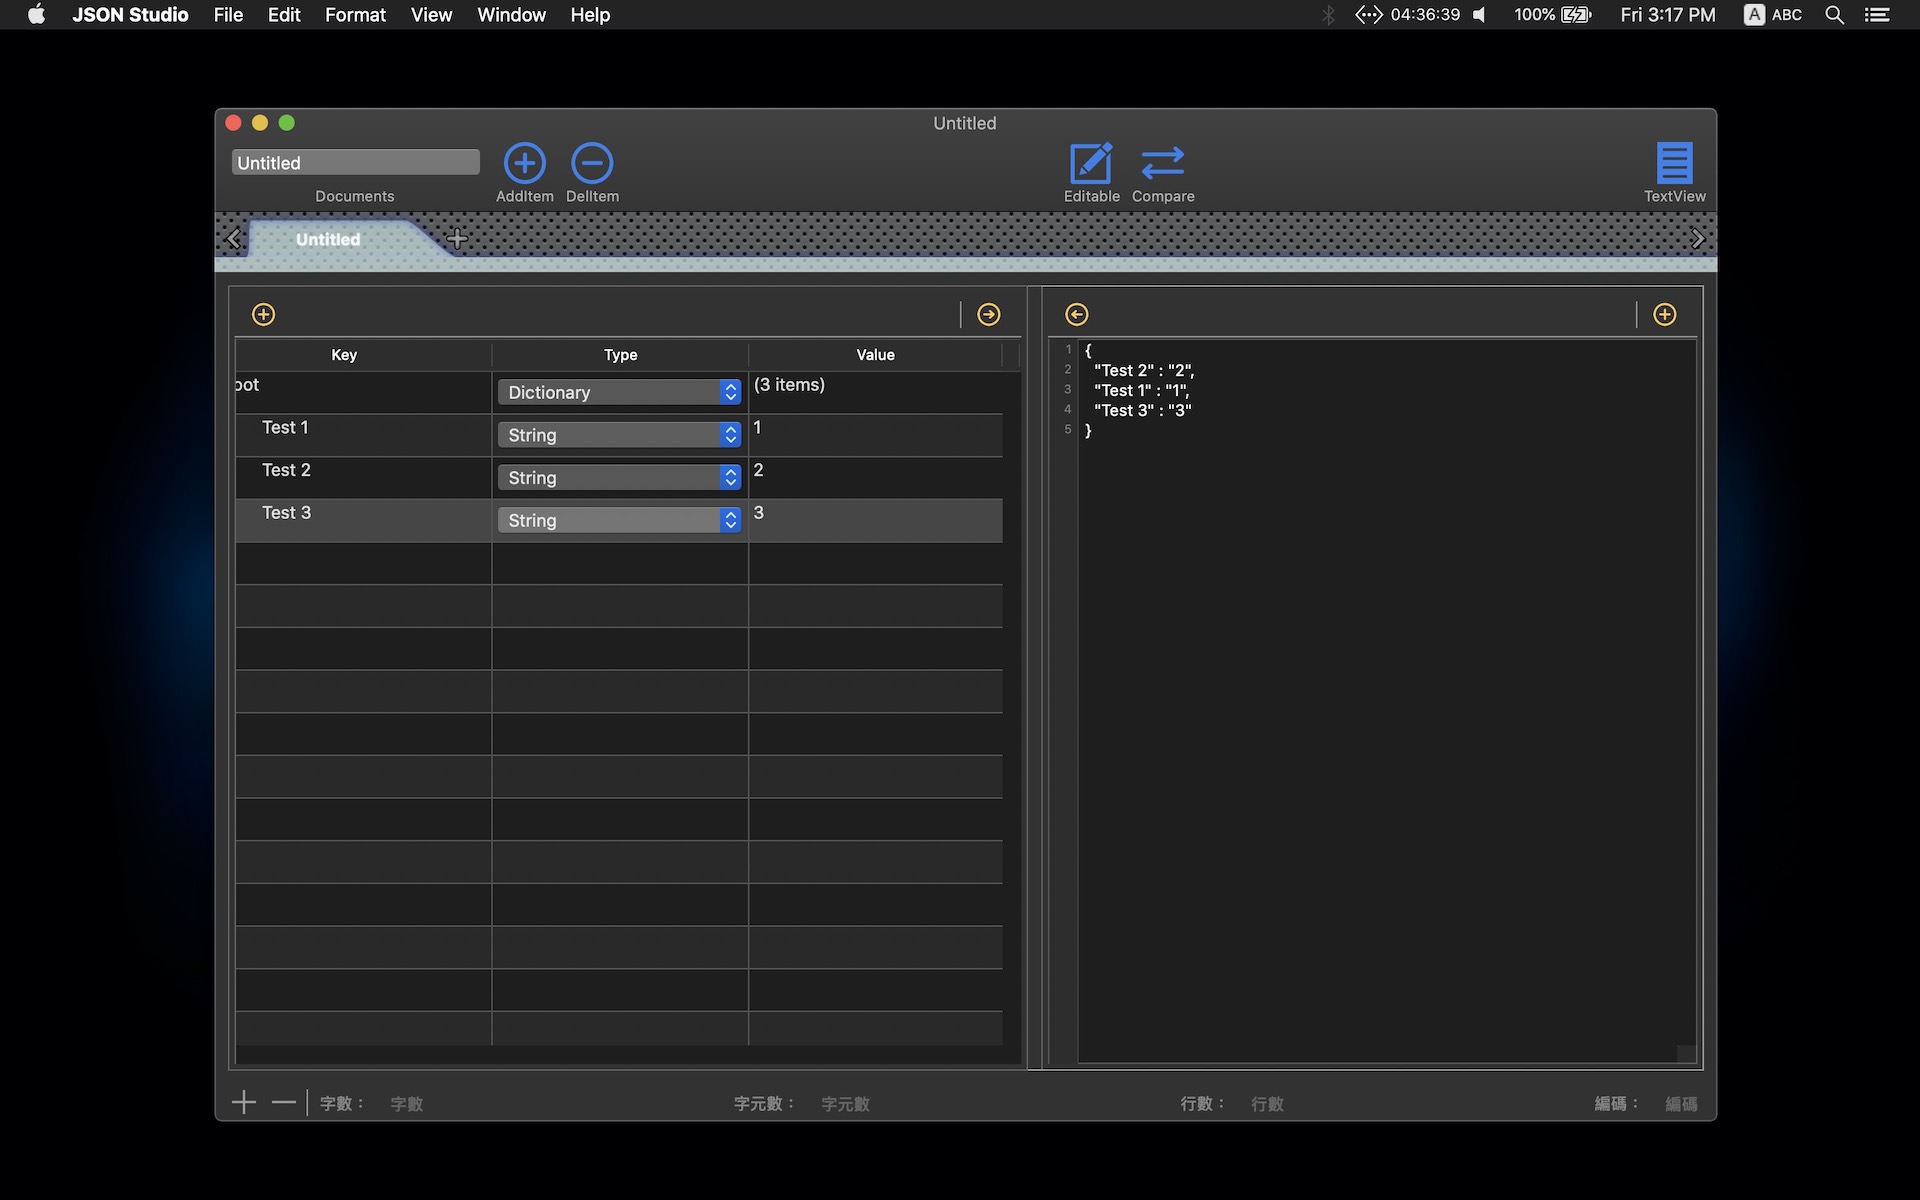 JSON Studio File Edit Format View Window Help 04:36:39 100% Fri 3:17 PM A ABC
Untitled
Untitled
Documents AddItem DelItem Editable Compare TextView
Untitled
Key Type Value
oot Dictionary (3 items)
Test 1 String 1
Test 2 String 2
Test 3 String 3
1 {
2 "Test 2" : "2",
3 "Test 1" : "1",
4 "Test 3" : "3"
5 }
字數： 字數 字元數： 字元數 行數： 行數 編碼： 編碼